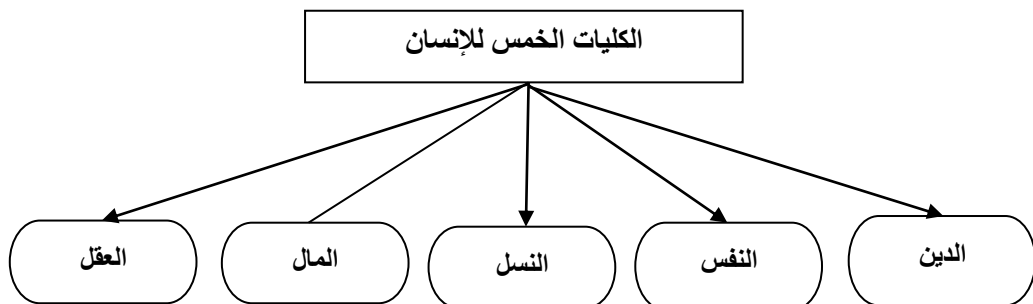 الكليات الخمس للإنسان
الدين
النفس
النسل
المال
العقل